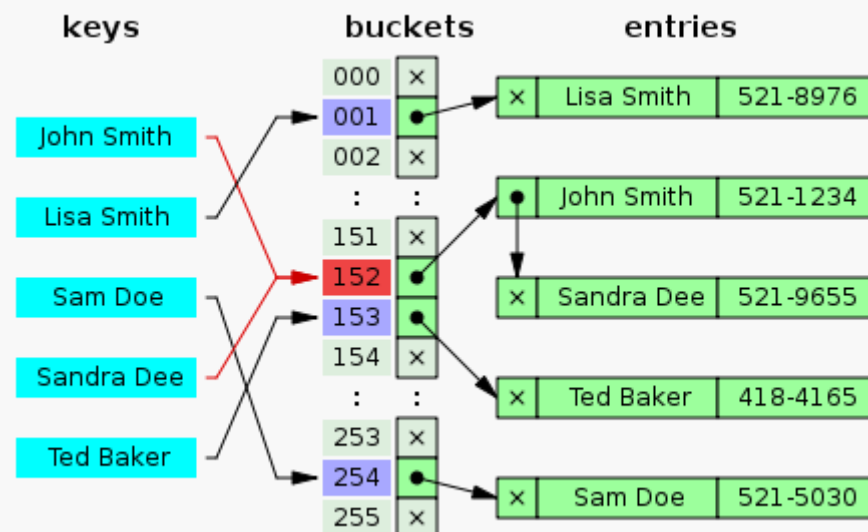 keys
buckets
entries
John Smith
Lisa Smith
Sam Doe
Sandra Dee
Ted Baker
000 ×
001
002 ×
: :
151 ×
152
153
154 ×
: :
253 ×
254
255 ×
× Lisa Smith 521-8976
John Smith 521-1234
× Sandra Dee 521-9655
× Ted Baker 418-4165
× Sam Doe 521-5030